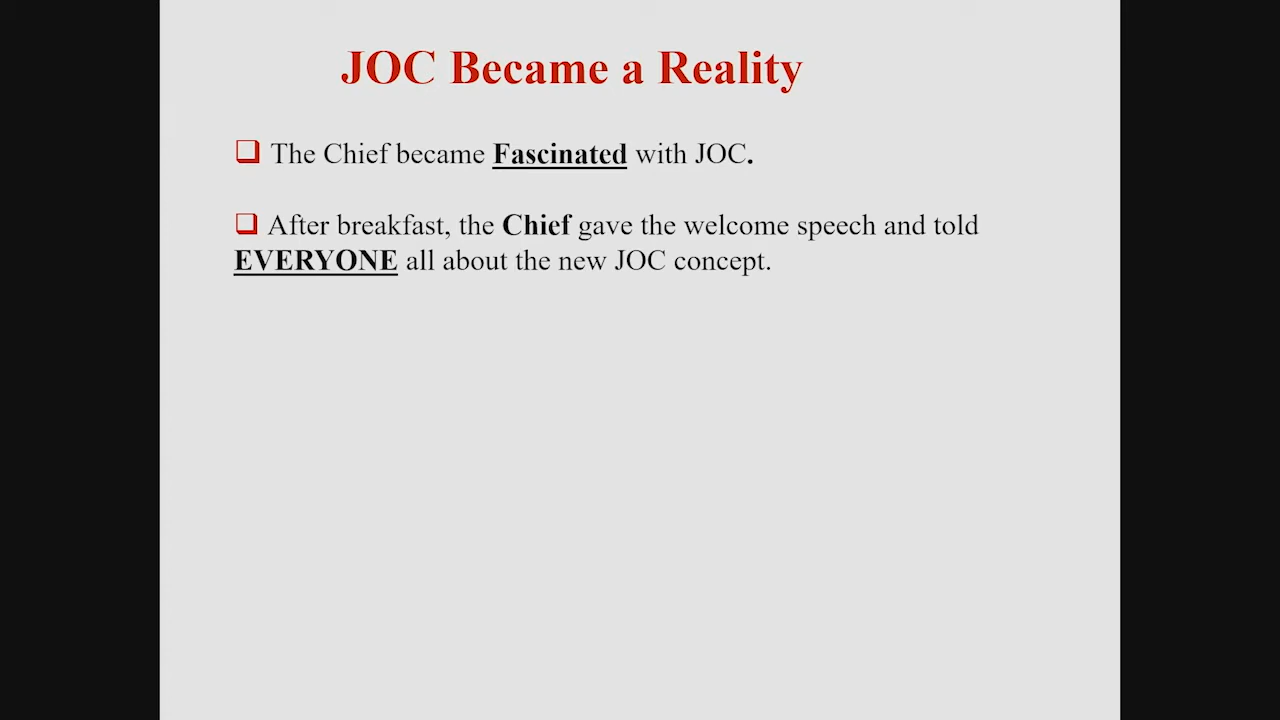 JOC Became a Reality
❑ The Chief became Fascinated with JOC.
❑ After breakfast, the Chief gave the welcome speech and told
EVERYONE all about the new JOC concept.